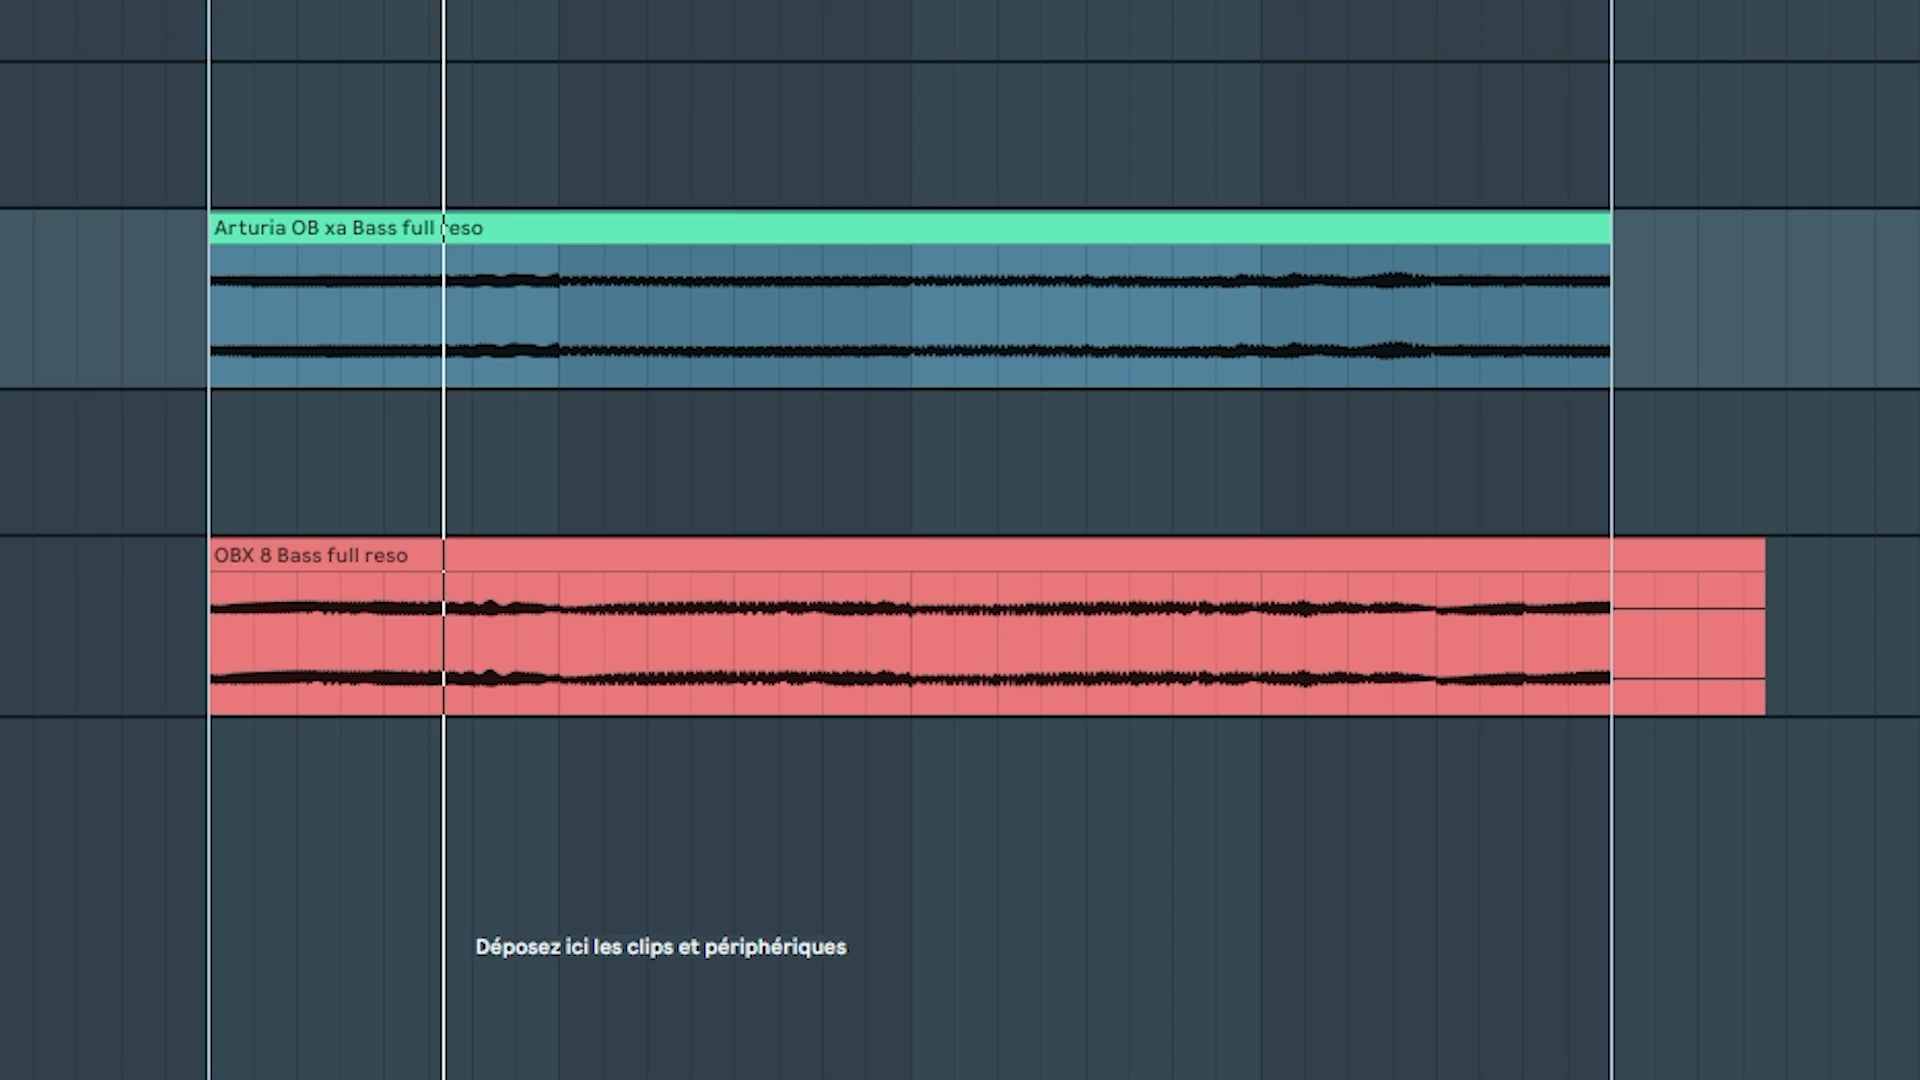 Arturia OB xa Bass full reso
OBX 8 Bass full reso
Déposez ici les clips et périphériques